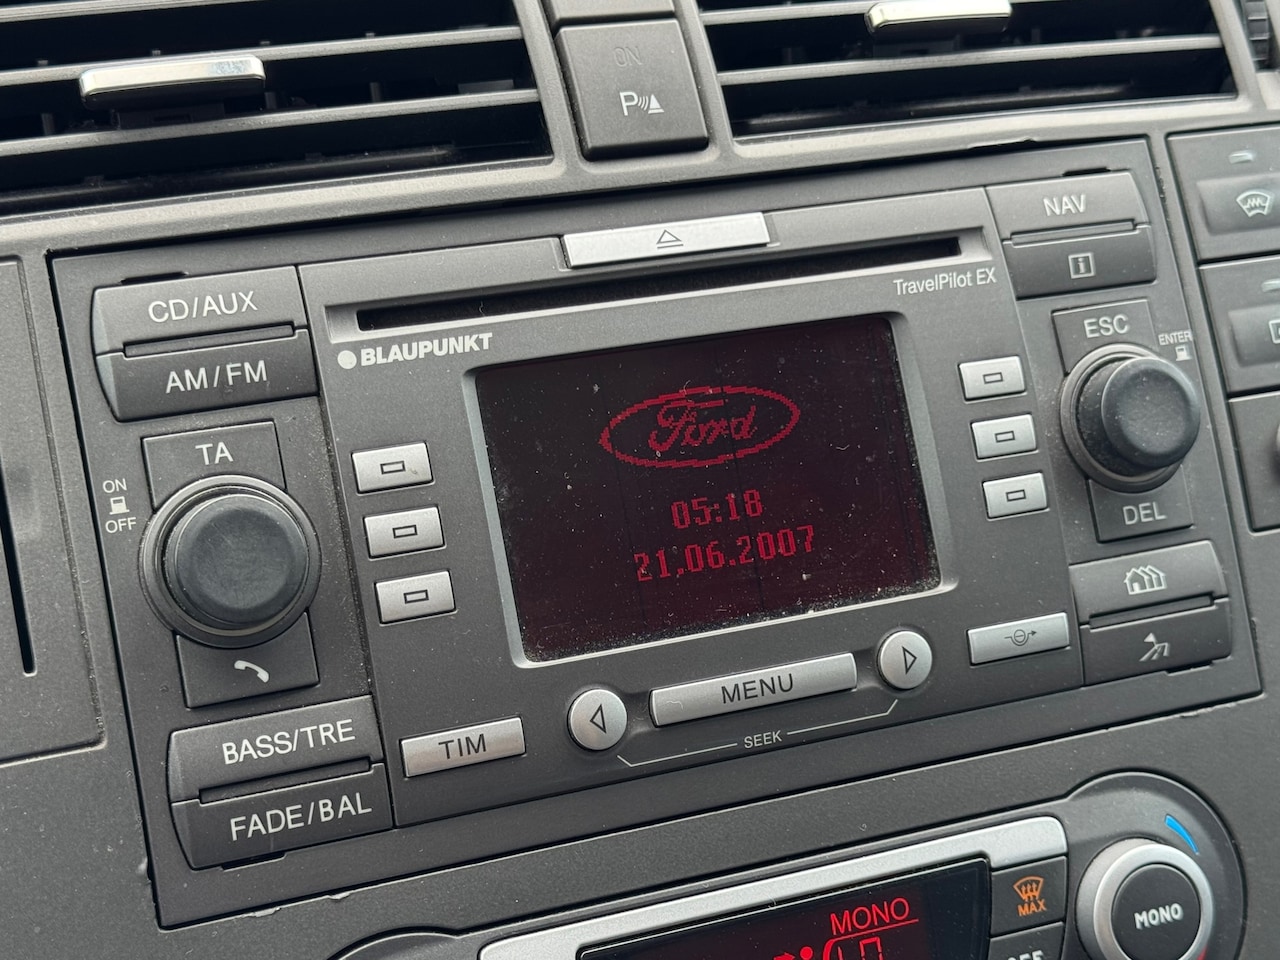 ON
P
NAV
i
TravelPilot EX
CD/AUX
BLAUPUNKT
AM/FM
ESC
ENTER
Ford
TA
ON
OFF
05:18
21.06.2007
DEL
MENU
TIM
SEEK
BASS/TRE
FADE/BAL
MAX
MONO
MONO